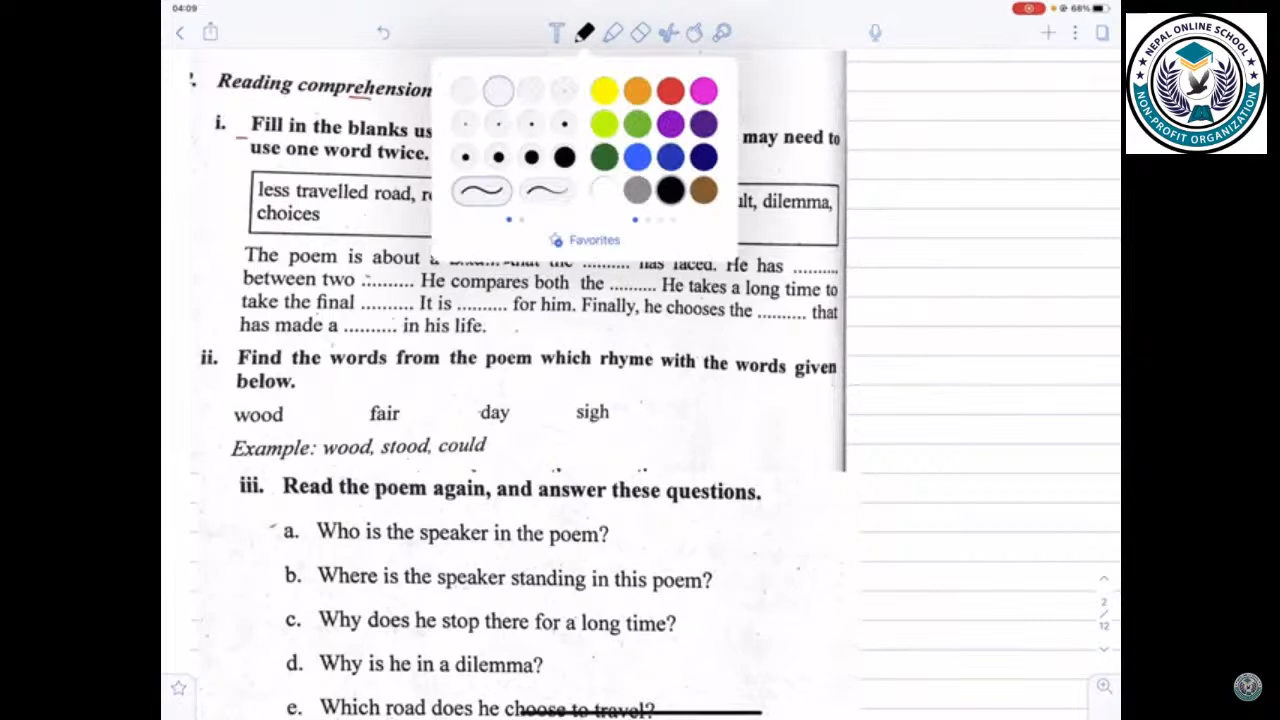 04:09
68%
NEPAL ONLINE SCHOOL
NON-PROFIT ORGANIZATION
Reading comprehension
i. Fill in the blanks us may need to
use one word twice.
less travelled road, r ult, dilemma,
choices
Favorites
The poem is about a that the .......... has faced. He has ..........
between two .......... He compares both the .......... He takes a long time to
take the final .......... It is .......... for him. Finally, he chooses the .......... that
has made a .......... in his life.
ii. Find the words from the poem which rhyme with the words given
below.
wood fair day sigh
Example: wood, stood, could
iii. Read the poem again, and answer these questions.
a. Who is the speaker in the poem?
b. Where is the speaker standing in this poem?
c. Why does he stop there for a long time?
d. Why is he in a dilemma?
e. Which road does he choose to travel?
2
/
12